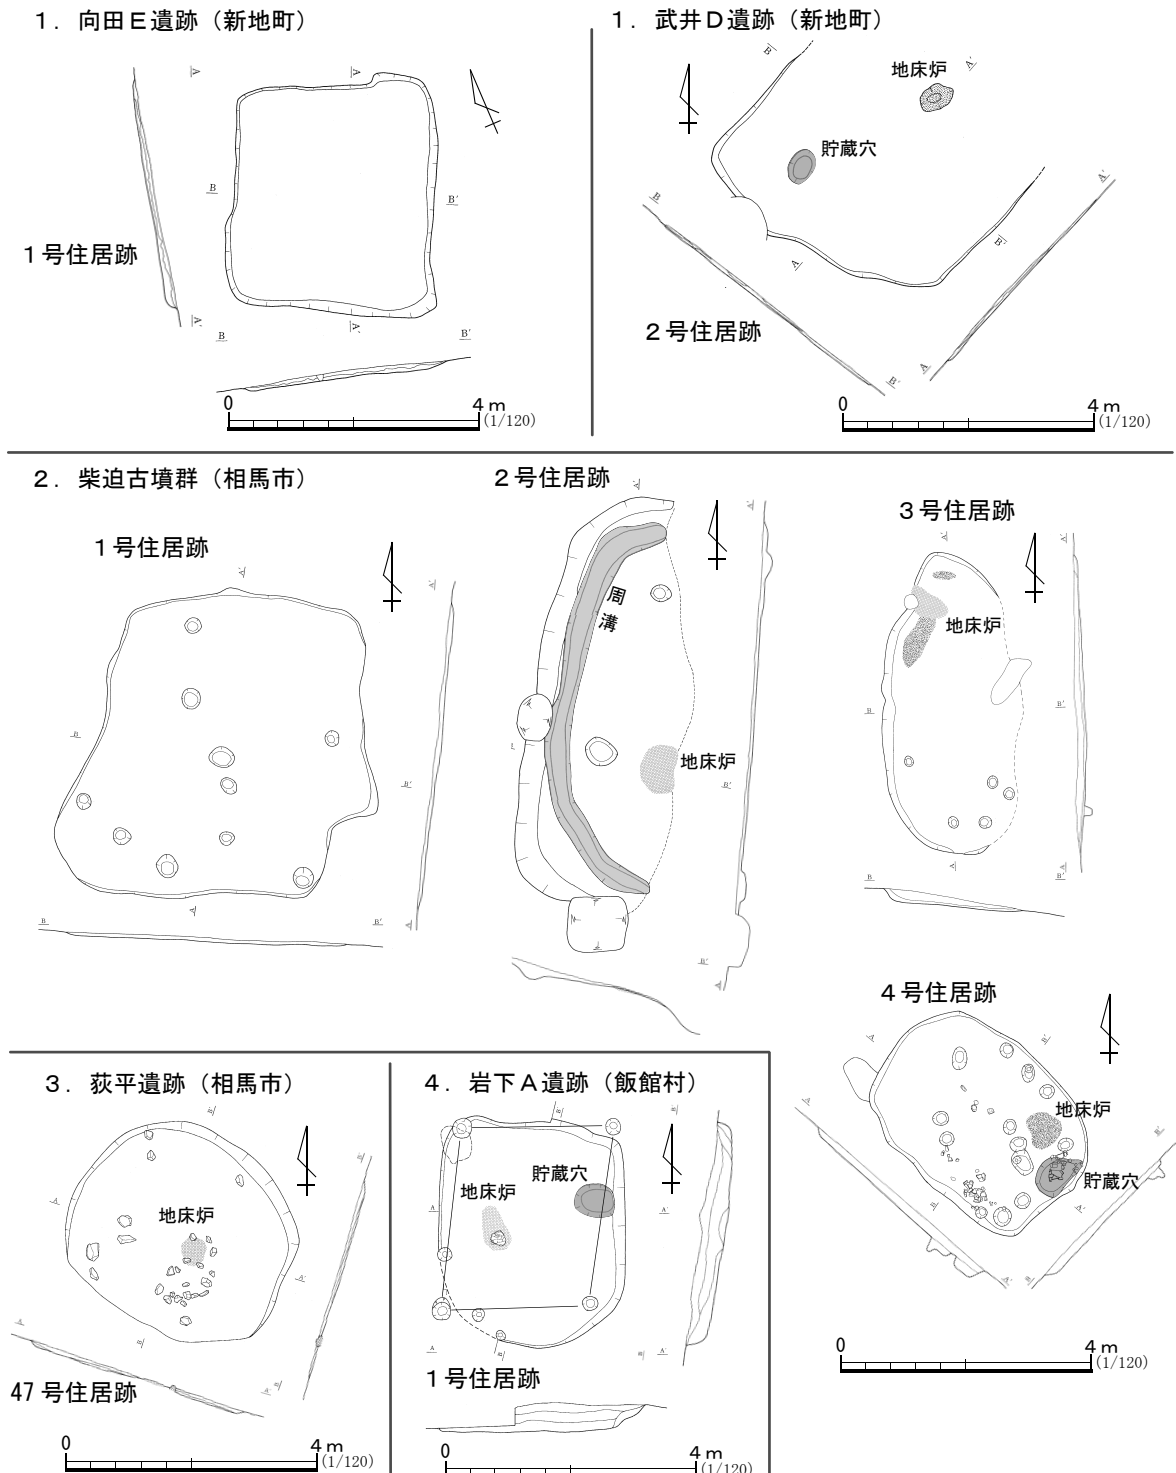 １．向田Ｅ遺跡（新地町）
A
A
B
B'
１号住居跡
A'
A'
B
B'
0
4 m
(1/120)
１．武井Ｄ遺跡（新地町）
B
A'
地床炉
貯蔵穴
B
A'
A
B'
２号住居跡
B'
A
0
4 m
(1/120)
２．柴迫古墳群（相馬市）
１号住居跡
A'
A'
B
B'
A
B
B'
A
２号住居跡
A'
A'
周溝
地床炉
B'
B'
A
３号住居跡
A'
A'
地床炉
B
B'
A
A
B
B'
４号住居跡
A
B'
A
地床炉
B'
貯蔵穴
B
A'
A'
B
0
4 m
(1/120)
３．荻平遺跡（相馬市）
B
B
A
地床炉
A'
A
B
A'
B
47 号住居跡
0
4 m
(1/120)
４．岩下Ａ遺跡（飯館村）
B
B
貯蔵穴
地床炉
A
A'
A
B
B
A'
１号住居跡
0
4 m
(1/120)